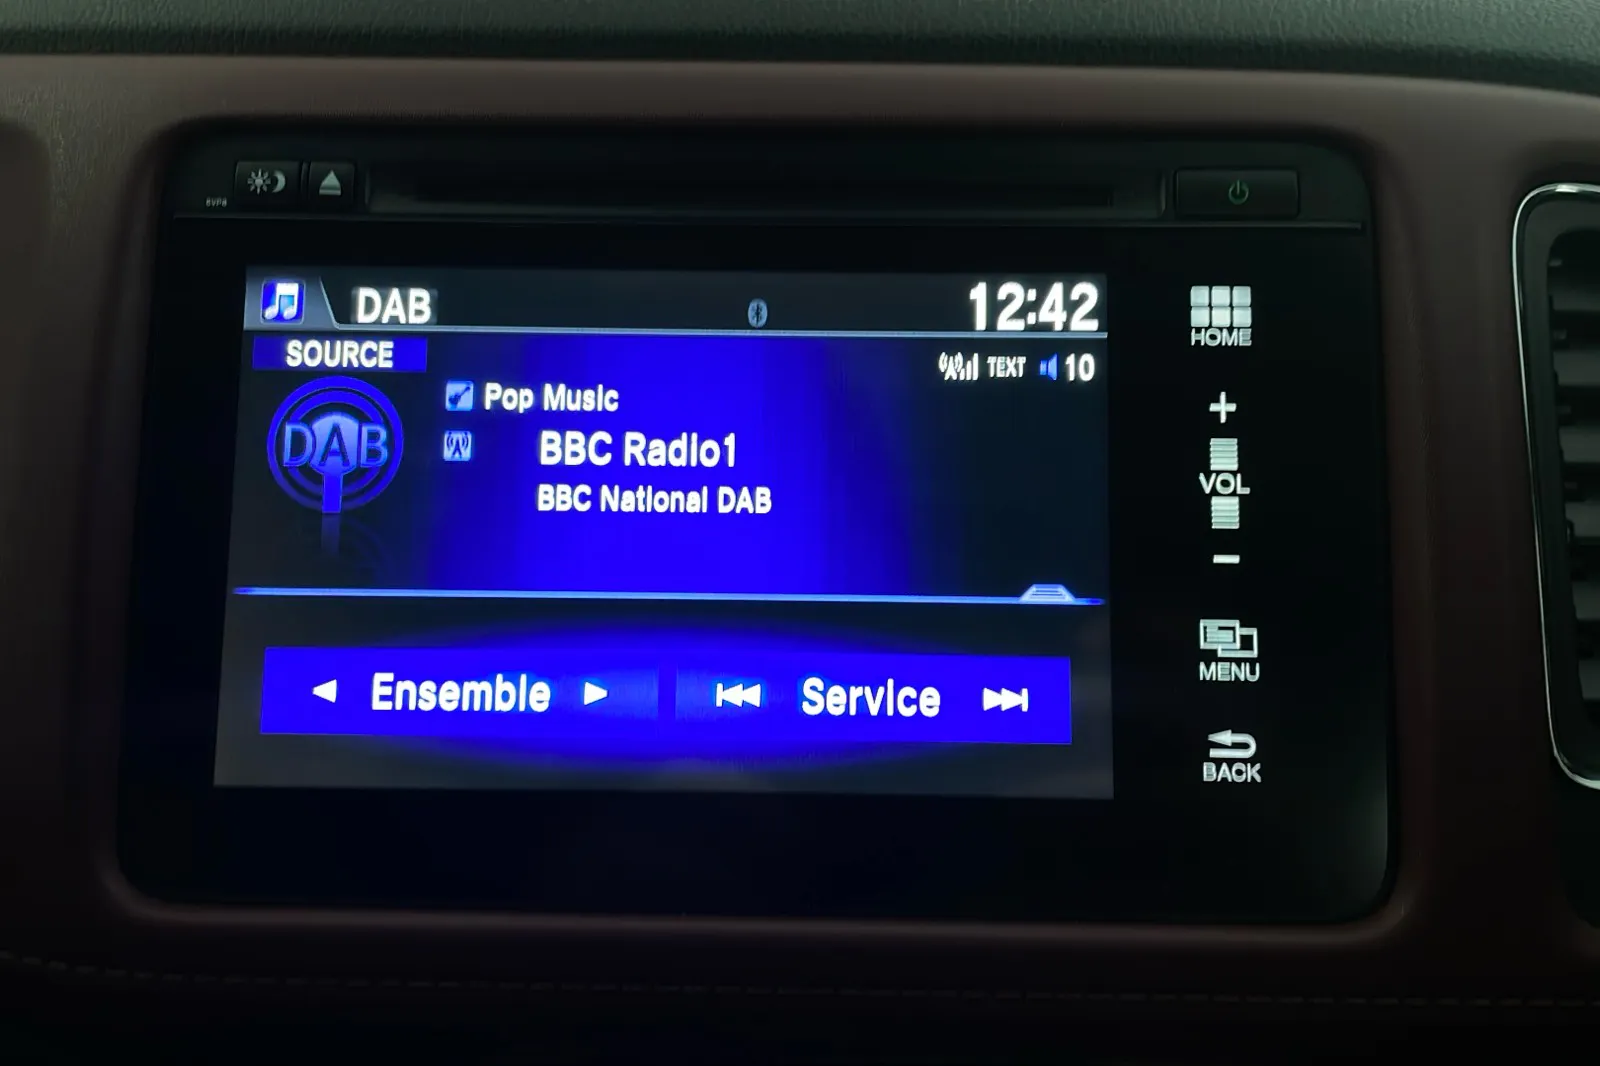 DAB
12:42
SOURCE
TEXT 10
DAB
Pop Music
BBC Radio1
BBC National DAB
Ensemble
Service
HOME
+
VOL
−
MENU
BACK